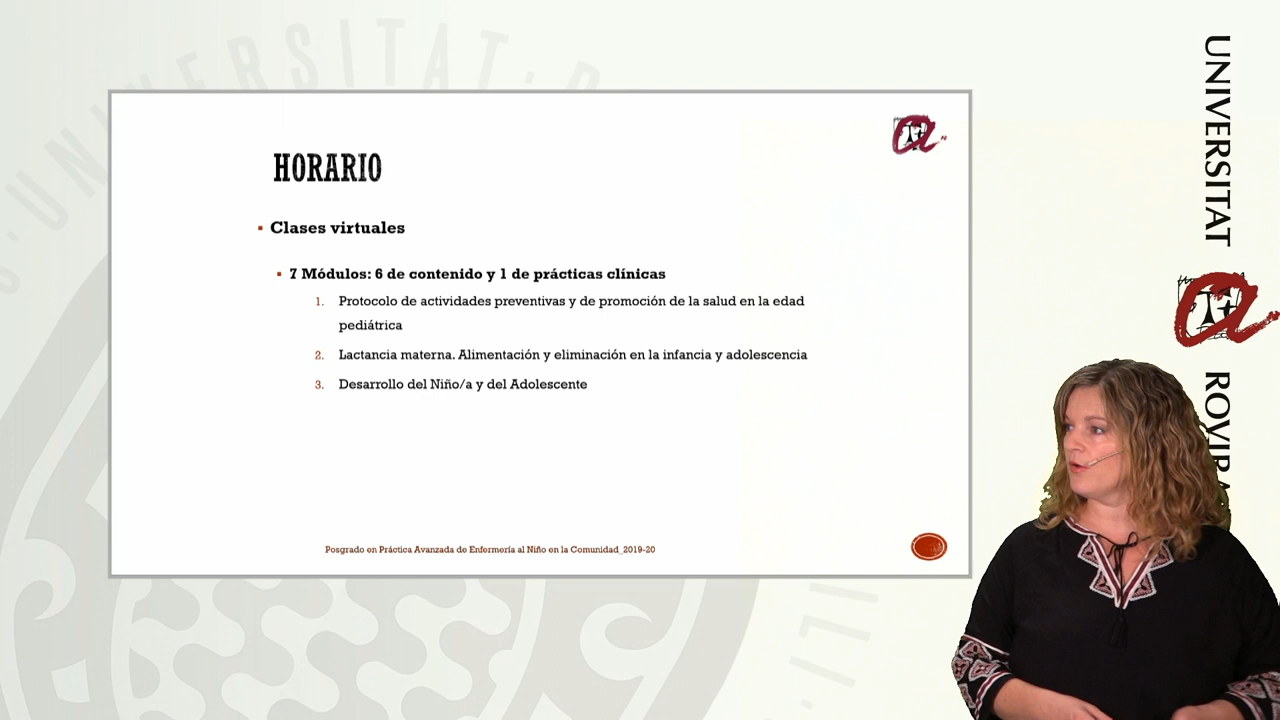 HORARIO
Clases virtuales
7 Módulos: 6 de contenido y 1 de prácticas clínicas
1. Protocolo de actividades preventivas y de promoción de la salud en la edad
pediátrica
2. Lactancia materna. Alimentación y eliminación en la infancia y adolescencia
3. Desarrollo del Niño/a y del Adolescente
Posgrado en Práctica Avanzada de Enfermería al Niño en la Comunidad_2019-20
UNIVERSITAT
UNIVERSITAT